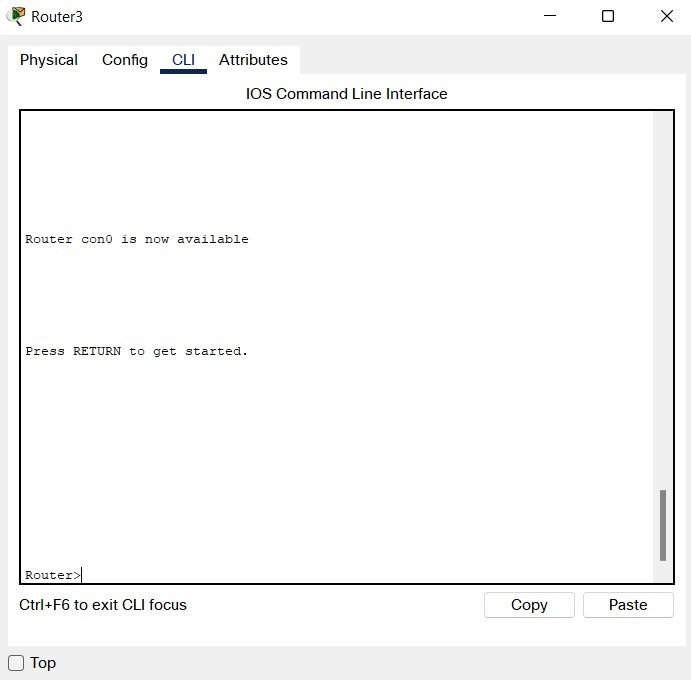 Router3
Physical Config CLI Attributes
IOS Command Line Interface
Router con0 is now available
Press RETURN to get started.
Router>
Ctrl+F6 to exit CLI focus
Copy Paste
Top